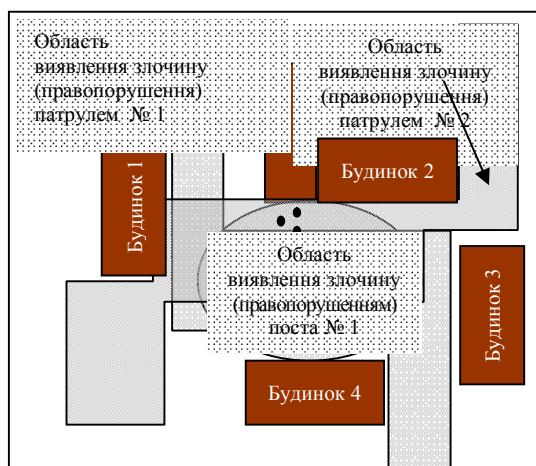 Область
виявлення злочину
(правопорушення)
патрулем № 1
Область
виявлення злочину
(правопорушення)
патрулем № 2
Будинок 1
Будинок 2
Область
виявлення злочину
(правопорушенням)
поста № 1
Будинок 3
Будинок 4